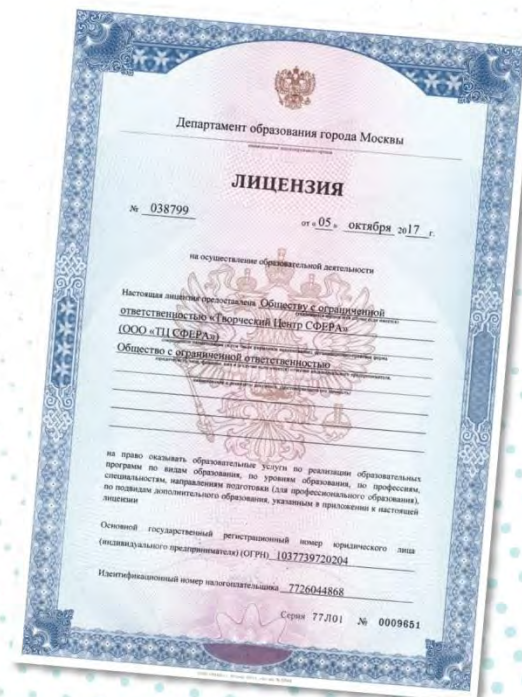 Департамент образования города Москвы
ЛИЦЕНЗИЯ
№ 038799
от « 05 » октября 2017 г.
на осуществление образовательной деятельности
Настоящая лицензия предоставлена Обществу с ограниченной
ответственностью «Творческий Центр СФЕРА»
(ООО «ТЦ СФЕРА»)
Общество с ограниченной ответственностью
на право оказывать образовательные услуги по реализации образовательных
программ по видам образования, по уровням образования, по профессиям,
специальностям, направлениям подготовки (для профессионального образования),
по подвидам дополнительного образования, указанным в приложении к настоящей
лицензии
Основной государственный регистрационный номер юридического лица
(индивидуального предпринимателя) (ОГРН) 1037739720204
Идентификационный номер налогоплательщика 7726044868
Серия 77Л01 № 0009651